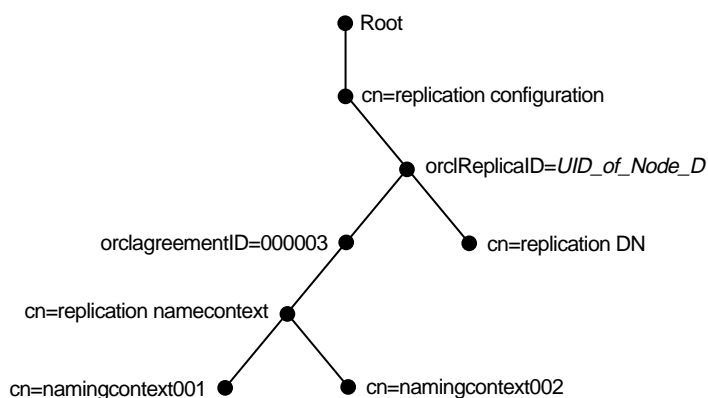 Root
cn=replication configuration
orclReplicaID=UID_of_Node_D
orclagreementID=000003
cn=replication DN
cn=replication namecontext
cn=namingcontext001
cn=namingcontext002